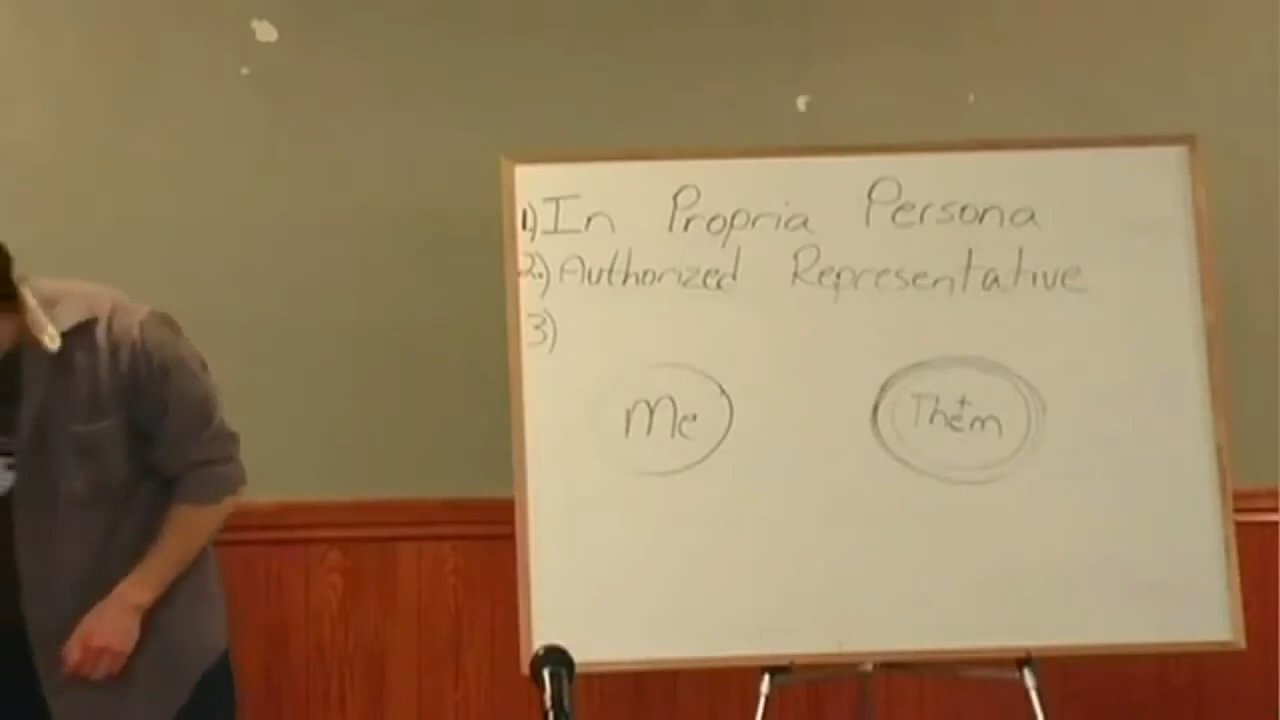 1) In Propria Persona
2.) Authorized Representative
3)
Me
Them